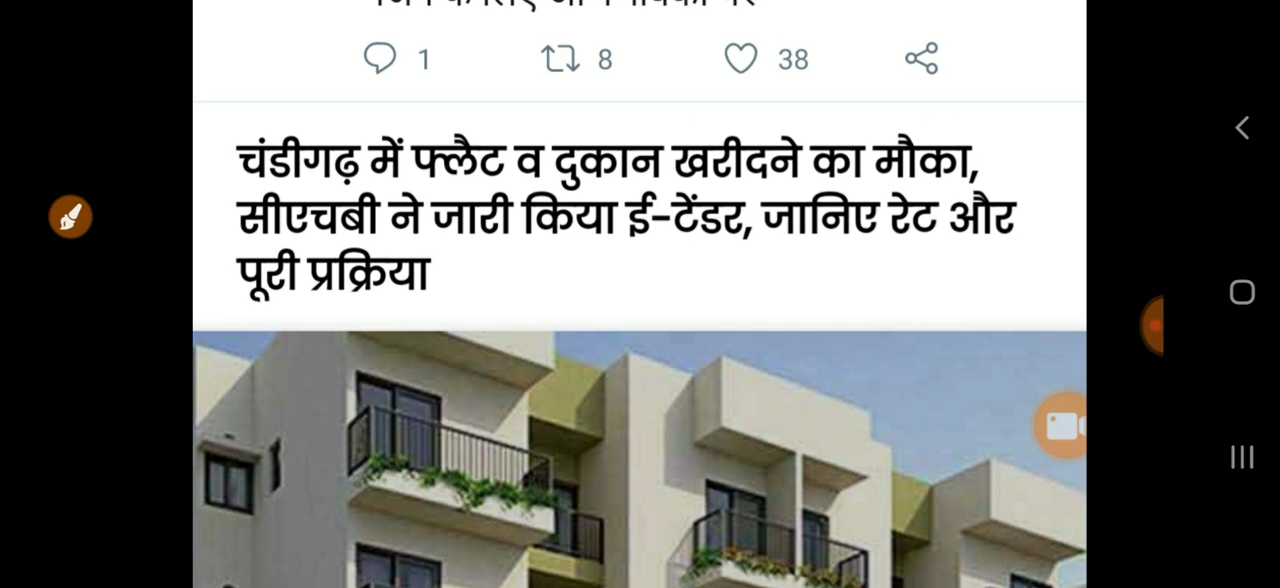 1 8 38
चंडीगढ़ में फ्लैट व दुकान खरीदने का मौका,
सीएचबी ने जारी किया ई-टेंडर, जानिए रेट और
पूरी प्रक्रिया